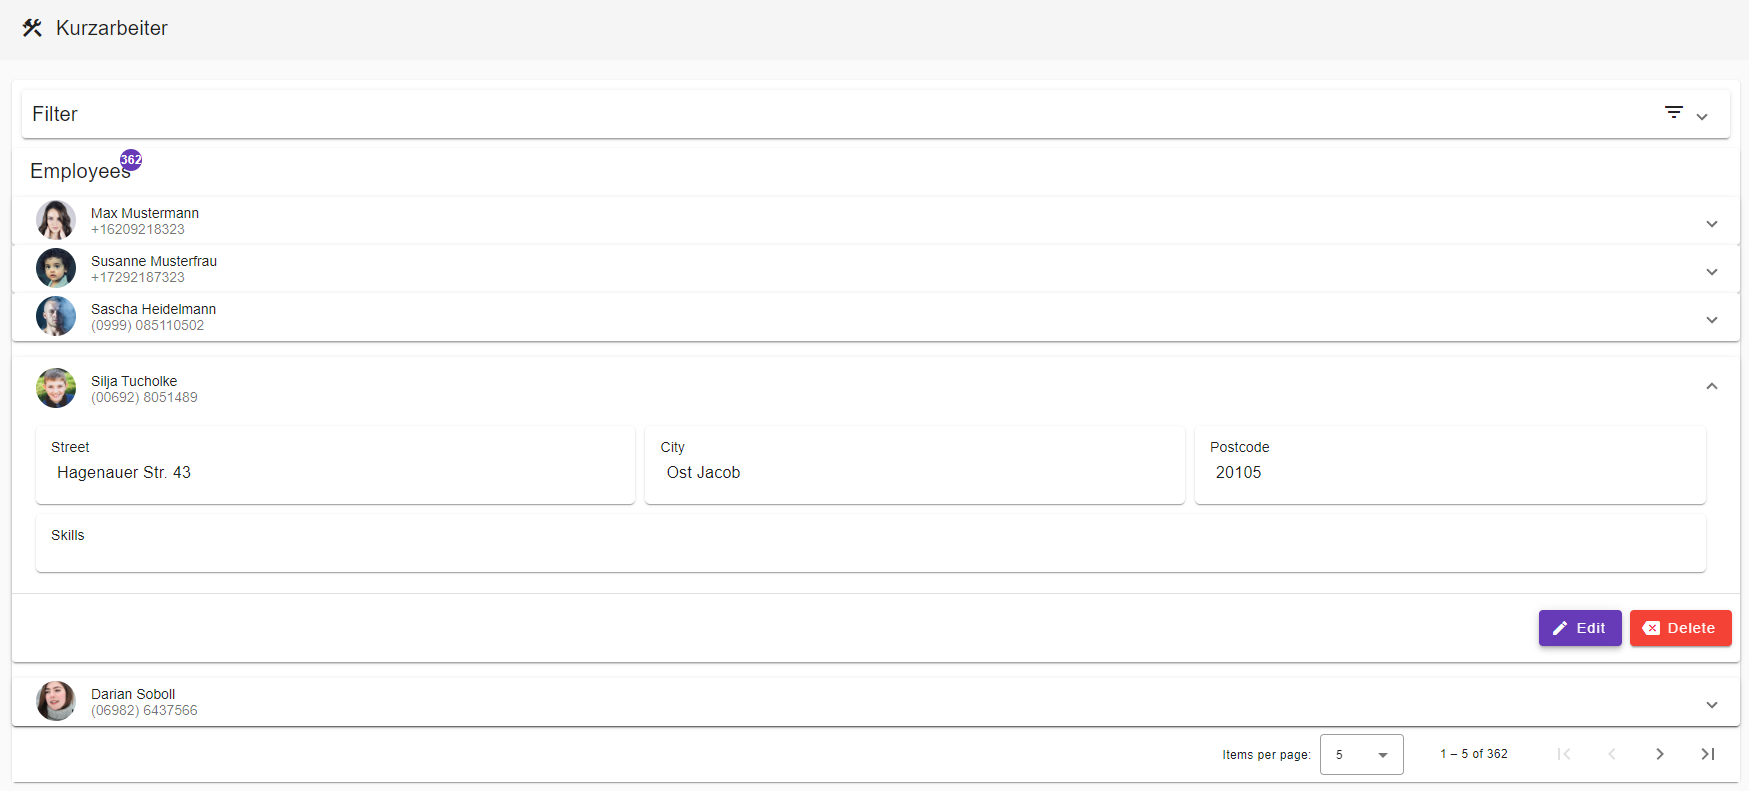 Kurzarbeiter
Filter
Employees 362
Max Mustermann
+16209218323
Susanne Musterfrau
+17292187323
Sascha Heidelmann
(0999) 085110502
Silja Tucholke
(00692) 8051489
Street City Postcode
Hagenauer Str. 43 Ost Jacob 20105
Skills
Edit Delete
Darian Soboll
(06982) 6437566
Items per page: 5 1 – 5 of 362